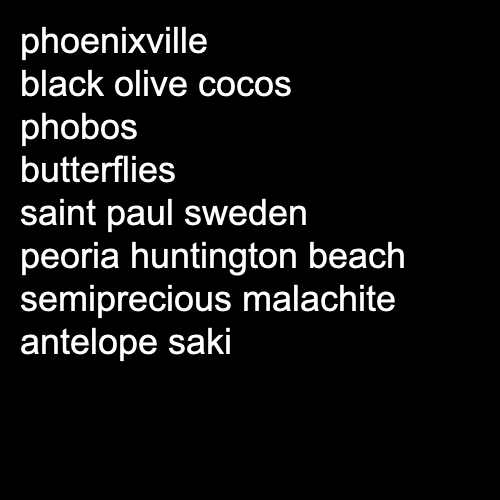 phoenixville
black olive cocos
phobos
butterflies
saint paul sweden
peoria huntington beach
semiprecious malachite
antelope saki